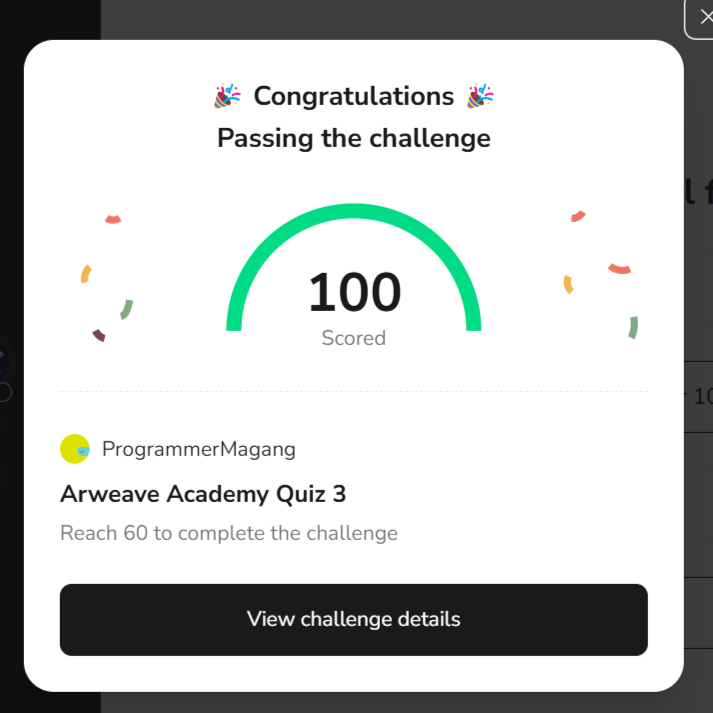 🎉 Congratulations 🎉
Passing the challenge
100
Scored
ProgrammerMagang
Arweave Academy Quiz 3
Reach 60 to complete the challenge
View challenge details